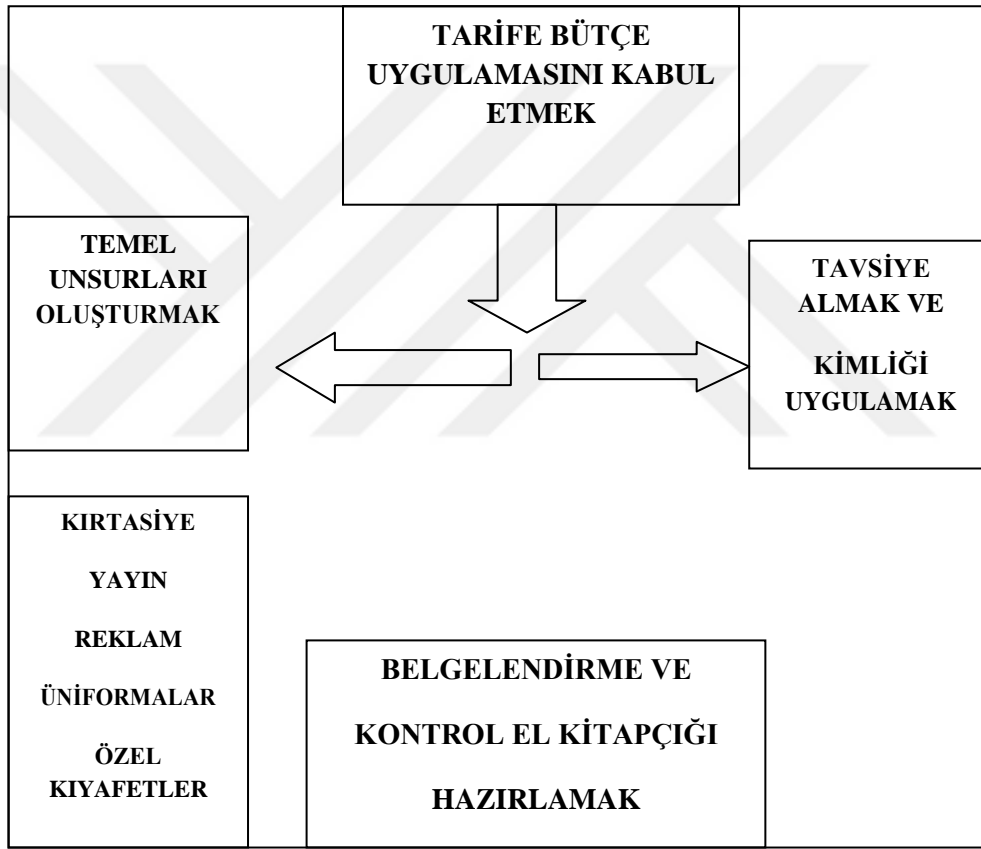 TARİFE BÜTÇE
UYGULAMASINI KABUL
ETMEK
TEMEL
UNSURLARI
OLUŞTURMAK
TAVSİYE
ALMAK VE
KİMLİĞİ
UYGULAMAK
KIRTASİYE
YAYIN
REKLAM
ÜNİFORMALAR
ÖZEL
KIYAFETLER
BELGELENDİRME VE
KONTROL EL KİTAPÇIĞI
HAZIRLAMAK